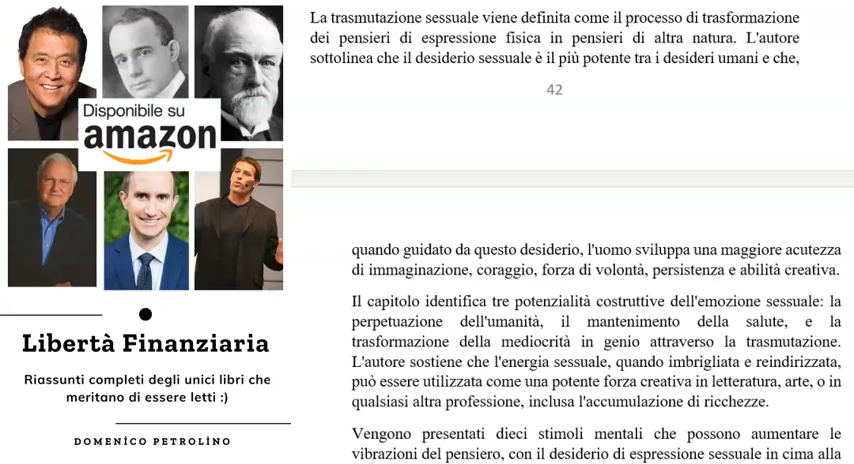 Disponibile su
amazon
Libertà Finanziaria
Riassunti completi degli unici libri che
meritano di essere letti :)
DOMENİCO PETROLİNO
La trasmutazione sessuale viene definita come il processo di trasformazione
dei pensieri di espressione fisica in pensieri di altra natura. L'autore
sottolinea che il desiderio sessuale è il più potente tra i desideri umani e che,
42
quando guidato da questo desiderio, l'uomo sviluppa una maggiore acutezza
di immaginazione, coraggio, forza di volontà, persistenza e abilità creativa.
Il capitolo identifica tre potenzialità costruttive dell'emozione sessuale: la
perpetuazione dell'umanità, il mantenimento della salute, e la
trasformazione della mediocrità in genio attraverso la trasmutazione.
L'autore sostiene che l'energia sessuale, quando imbrigliata e reindirizzata,
può essere utilizzata come una potente forza creativa in letteratura, arte, o in
qualsiasi altra professione, inclusa l'accumulazione di ricchezze.
Vengono presentati dieci stimoli mentali che possono aumentare le
vibrazioni del pensiero, con il desiderio di espressione sessuale in cima alla